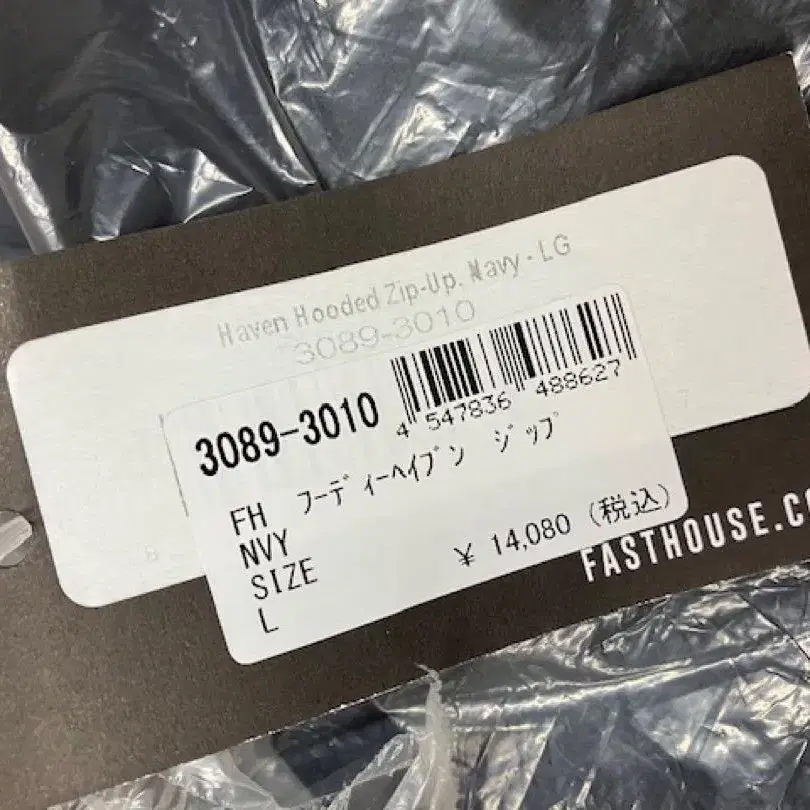 Haven Hooded Zip-Up. Navy - LG
3089-3010
3089-3010
4 547836 488627
FH フーディーヘイブン ジップ
NVY
SIZE
L
¥ 14,080 (税込)
FASTHOUSE.CO